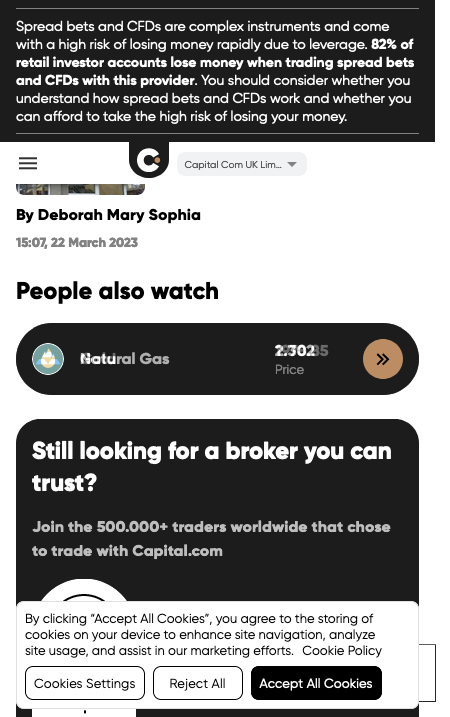 Spread bets and CFDs are complex instruments and come
with a high risk of losing money rapidly due to leverage. 82% of
retail investor accounts lose money when trading spread bets
and CFDs with this provider. You should consider whether you
understand how spread bets and CFDs work and whether you
can afford to take the high risk of losing your money.
Capital Com UK Lim...
By Deborah Mary Sophia
15:07, 22 March 2023
People also watch
Natural Gas
2.302
Price
Still looking for a broker you can
trust?
Join the 500.000+ traders worldwide that chose
to trade with Capital.com
By clicking “Accept All Cookies”, you agree to the storing of
cookies on your device to enhance site navigation, analyze
site usage, and assist in our marketing efforts. Cookie Policy
Cookies Settings
Reject All
Accept All Cookies